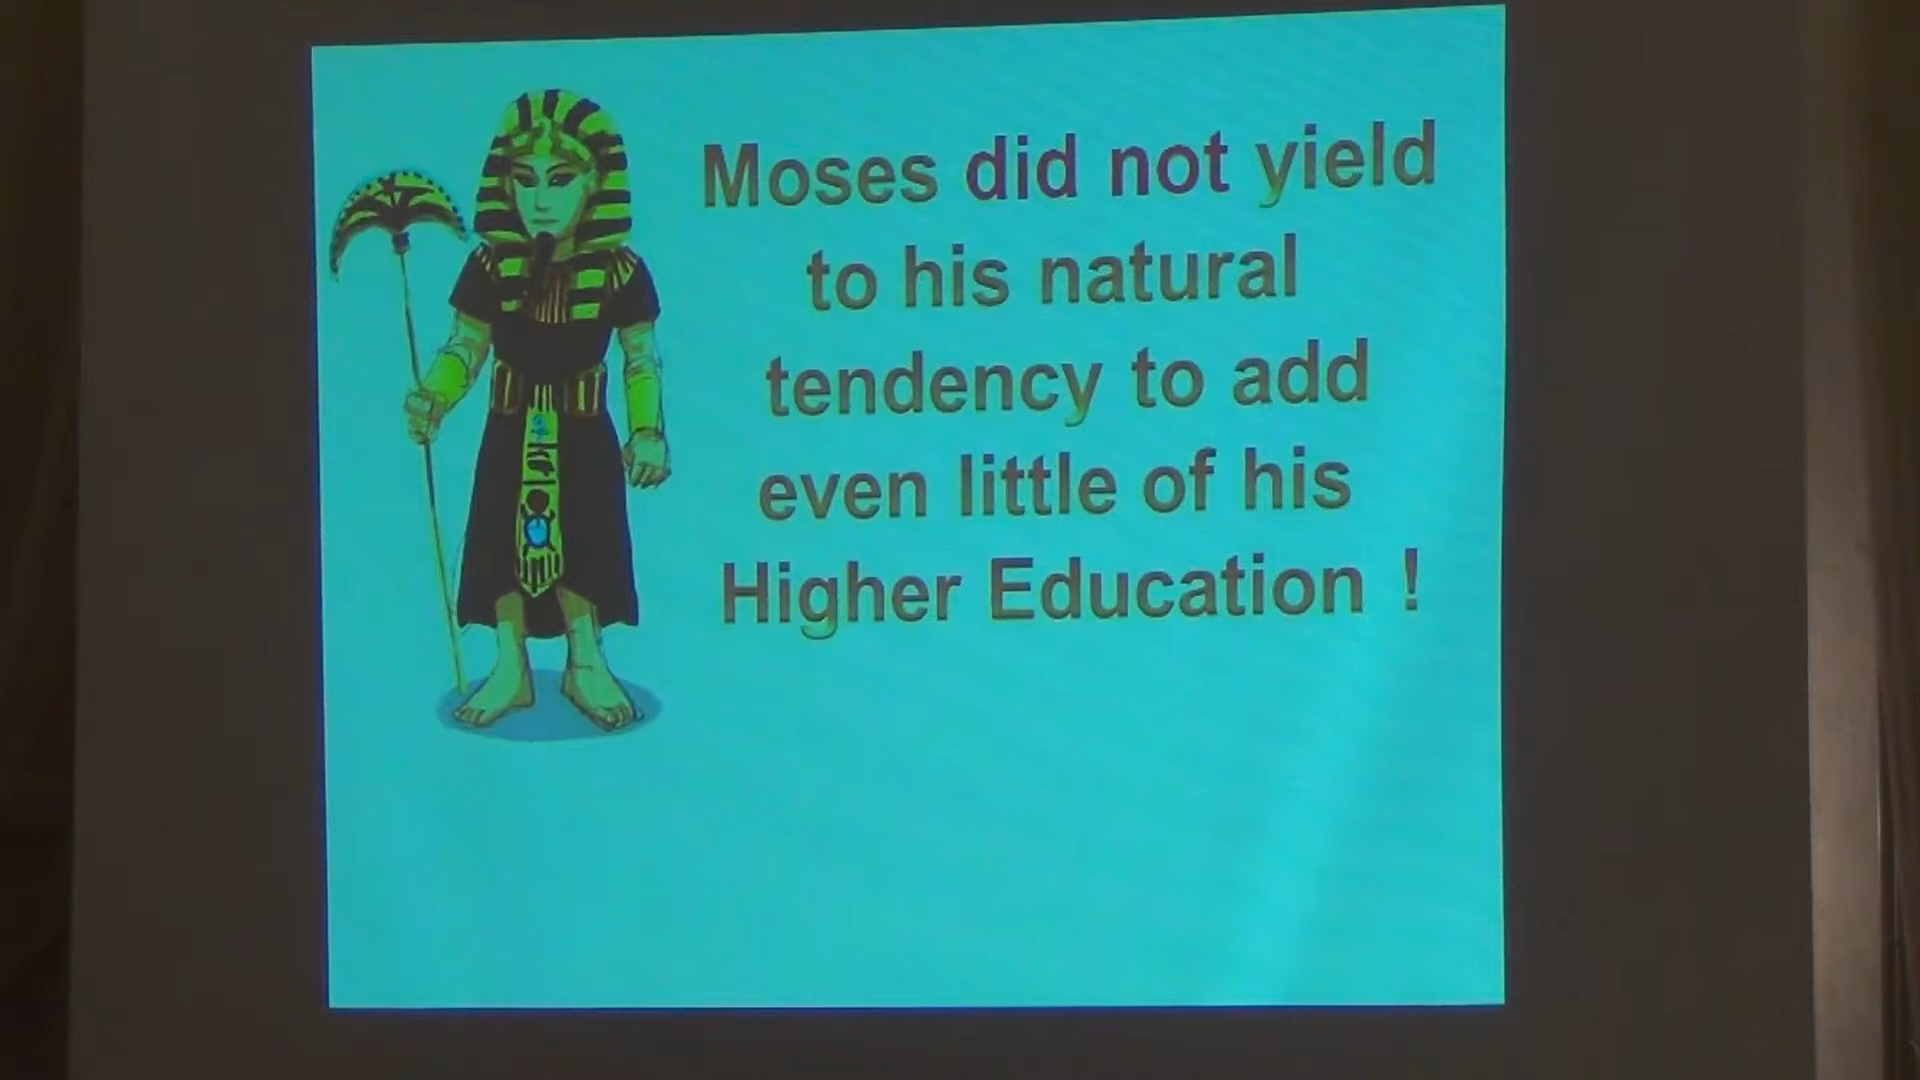 Moses did not yield
to his natural
tendency to add
even little of his
Higher Education !